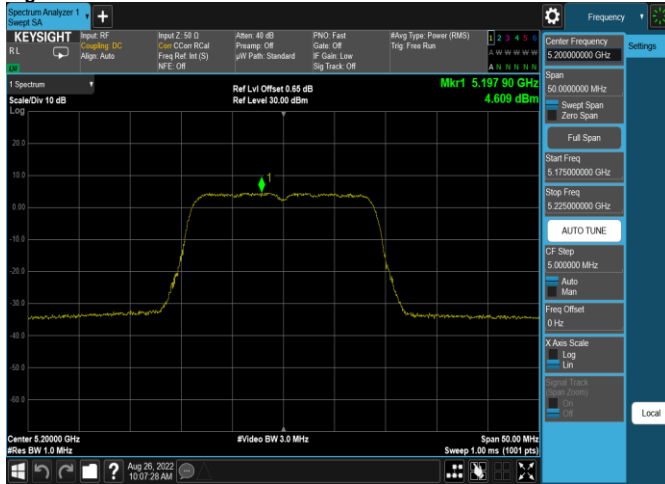 Spectrum Analyzer 1
Swept SA
Frequency
KEYSIGHT
RL
Input: RF
Coupling: DC
Align: Auto
Input Z: 50 Ω
Corr CCorr RCal
Freq Ref: Int (S)
NFE: Off
Atten: 40 dB
Preamp: Off
µW Path: Standard
PNO: Fast
Gate: Off
IF Gain: Low
Sig Track: Off
#Avg Type: Power (RMS)
Trig: Free Run
1 2 3 4 5 6
A W W W W W
A N N N N N
LV
1 Spectrum
Scale/Div 10 dB
Log
Ref Lvl Offset 0.65 dB
Ref Level 30.00 dBm
Mkr1 5.197 90 GHz
4.609 dBm
20.0
10.0
0.00
-10.0
-20.0
-30.0
-40.0
-50.0
-60.0
1
Center 5.20000 GHz
#Res BW 1.0 MHz
#Video BW 3.0 MHz
Span 50.00 MHz
Sweep 1.00 ms (1001 pts)
Aug 26, 2022
10:07:28 AM
Center Frequency
5.200000000 GHz
Settings
Span
50.0000000 MHz
Swept Span
Zero Span
Full Span
Start Freq
5.175000000 GHz
Stop Freq
5.225000000 GHz
AUTO TUNE
CF Step
5.000000 MHz
Auto
Man
Freq Offset
0 Hz
X Axis Scale
Log
Lin
Signal Track
(Span Zoom)
On
Off
Local